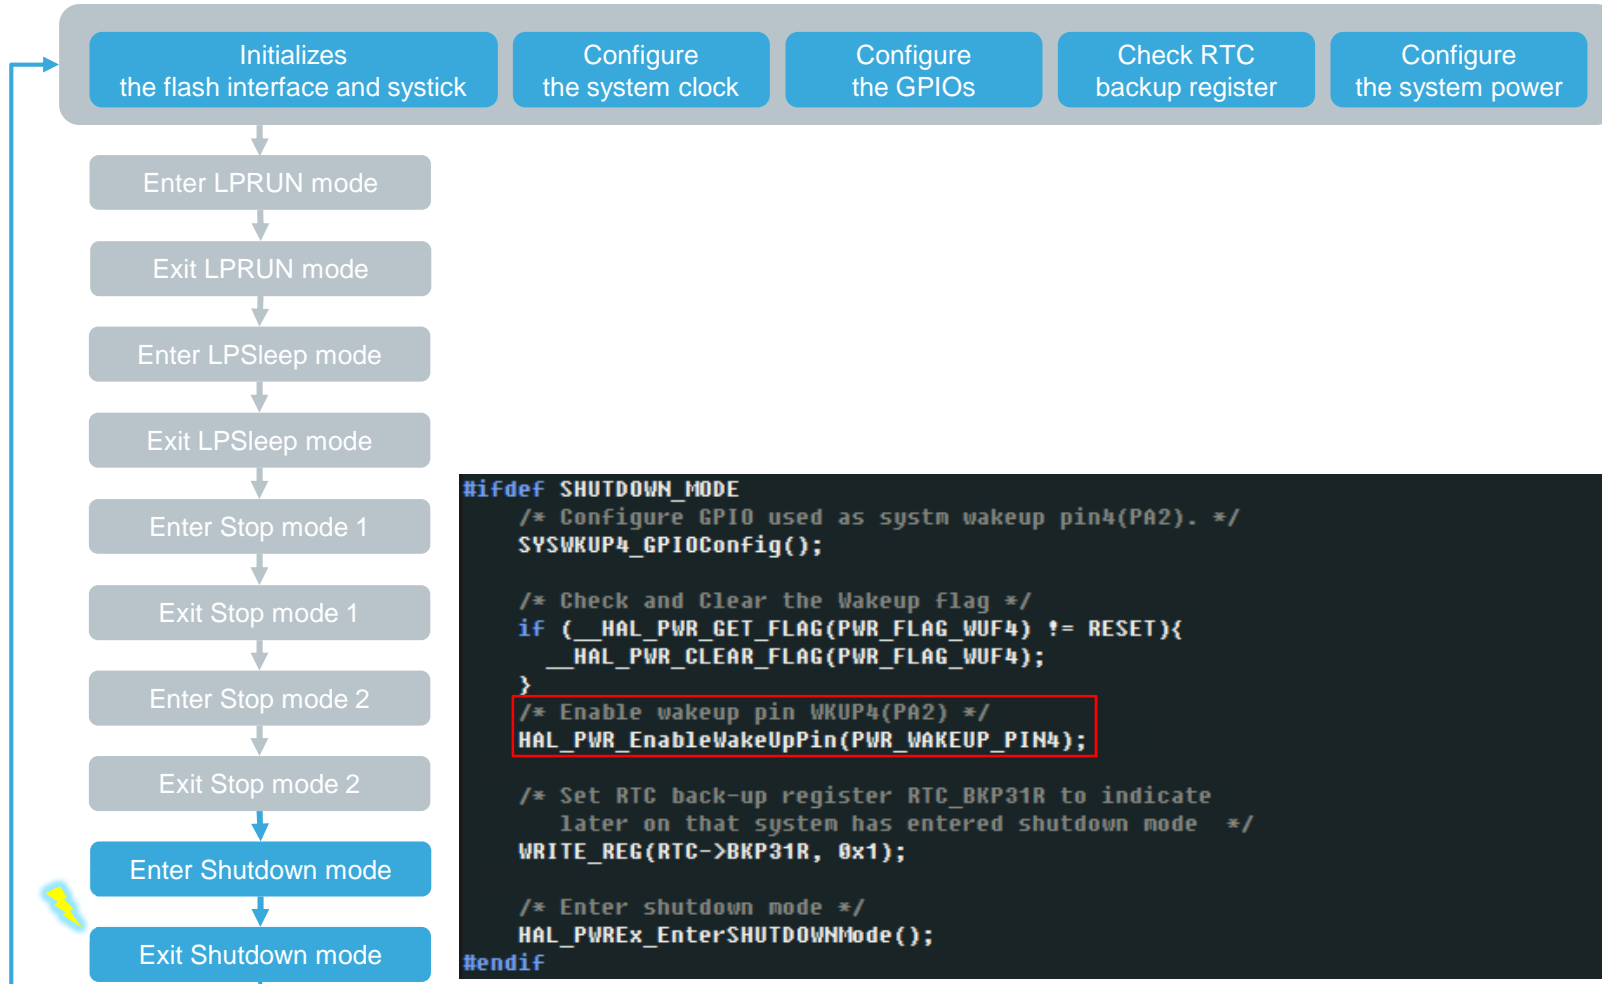 Initializes
the flash interface and systick
Configure
the system clock
Configure
the GPIOs
Check RTC
backup register
Configure
the system power
Enter LPRUN mode
Exit LPRUN mode
Enter LPSleep mode
Exit LPSleep mode
Enter Stop mode 1
Exit Stop mode 1
Enter Stop mode 2
Exit Stop mode 2
Enter Shutdown mode
Exit Shutdown mode
#ifdef SHUTDOWN_MODE
/* Configure GPIO used as systm wakeup pin4(PA2). */
SYSWKUP4_GPIOConfig();
/* Check and Clear the Wakeup flag */
if (__HAL_PWR_GET_FLAG(PWR_FLAG_WUF4) != RESET){
__HAL_PWR_CLEAR_FLAG(PWR_FLAG_WUF4);
}
/* Enable wakeup pin WKUP4(PA2) */
HAL_PWR_EnableWakeUpPin(PWR_WAKEUP_PIN4);
/* Set RTC back-up register RTC_BKP31R to indicate
later on that system has entered shutdown mode */
WRITE_REG(RTC->BKP31R, 0x1);
/* Enter shutdown mode */
HAL_PWREx_EnterSHUTDOWNMode();
#endif